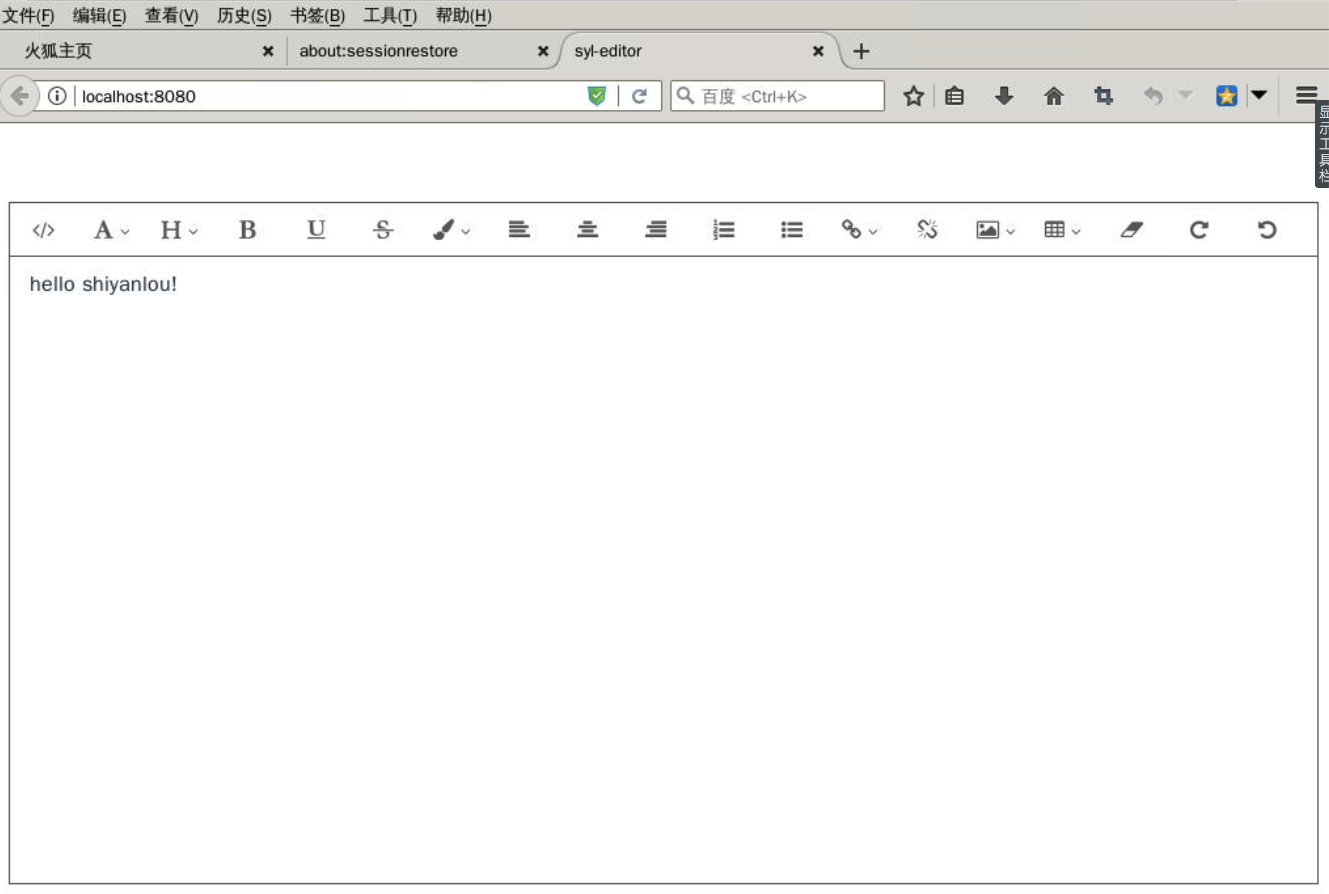 文件(F) 编辑(E) 查看(V) 历史(S) 书签(B) 工具(T) 帮助(H)
火狐主页 about:sessionrestore syl-editor
localhost:8080 百度 <Ctrl+K>
显示工具栏
A H B U S
hello shiyanlou!